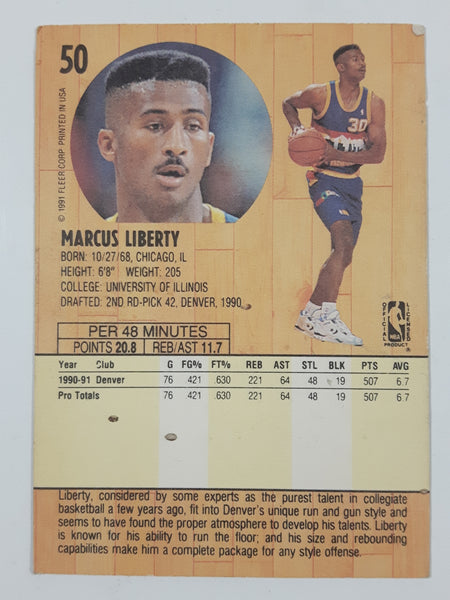 50
© 1991 FLEER CORP. PRINTED IN USA
30
MARCUS LIBERTY
BORN: 10/27/68, CHICAGO, IL
HEIGHT: 6'8" WEIGHT: 205
COLLEGE: UNIVERSITY OF ILLINOIS
DRAFTED: 2ND RD-PICK 42, DENVER, 1990
OFFICIAL LICENSED
NBA
PRODUCT ®
PER 48 MINUTES
POINTS 20.8 REB/AST 11.7
Year Club G FG% FT% REB AST STL BLK PTS AVG
1990-91 Denver 76 .421 .630 221 64 48 19 507 6.7
Pro Totals 76 .421 .630 221 64 48 19 507 6.7
Liberty, considered by some experts as the purest talent in collegiate
basketball a few years ago, fit into Denver's unique run and gun style and
seems to have found the proper atmosphere to develop his talents. Liberty
is known for his ability to run the floor; and his size and rebounding
capabilities make him a complete package for any style offense.